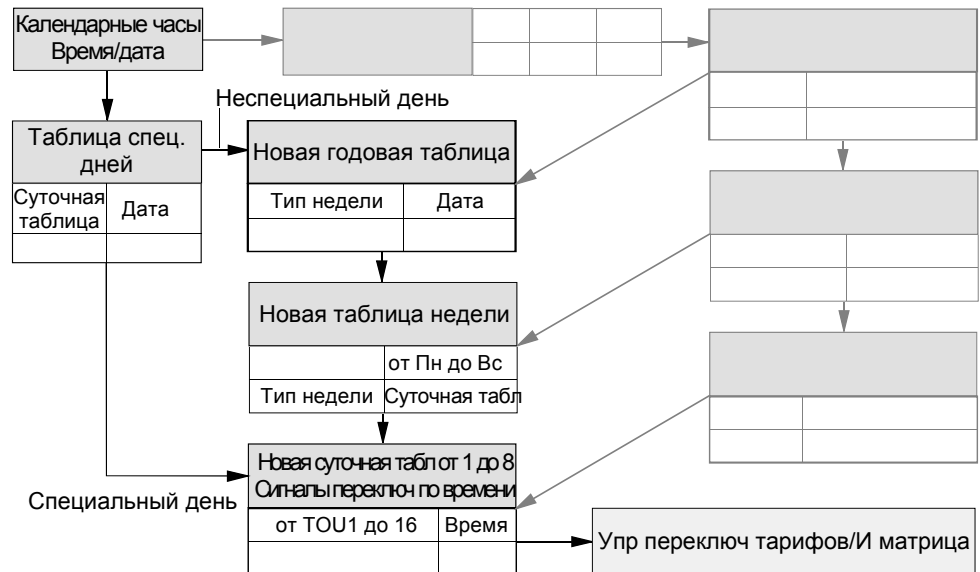 Календарные часы
Время/дата
Неспециальный день
Таблица спец.
дней
Суточная
таблица
Дата
Новая годовая таблица
Тип недели
Дата
Новая таблица недели
от Пн до Вс
Тип недели
Суточная табл
Новая суточная табл от 1 до 8
Сигналы переключ по времени
Специальный день
от TOU1 до 16
Время
Упр переключ тарифов/И матрица